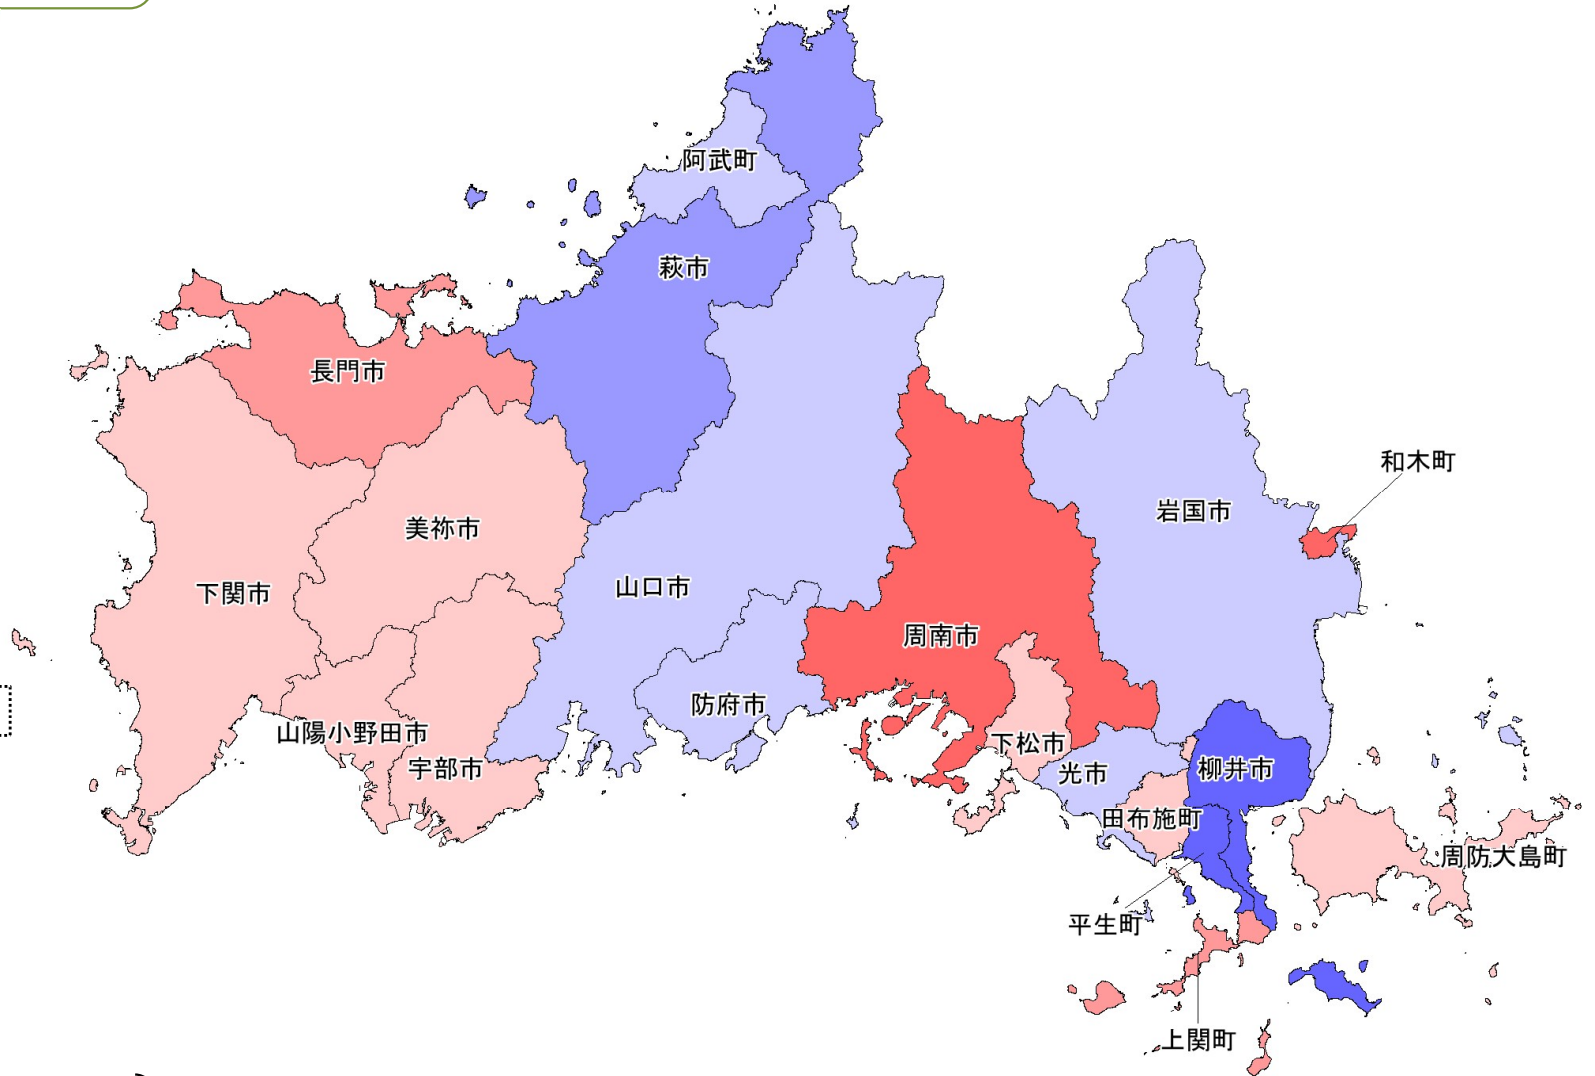 阿武町
萩市
長門市
和木町
岩国市
美祢市
山口市
下関市
周南市
防府市
山陽小野田市
下松市
宇部市
光市
柳井市
田布施町
周防大島町
平生町
上関町